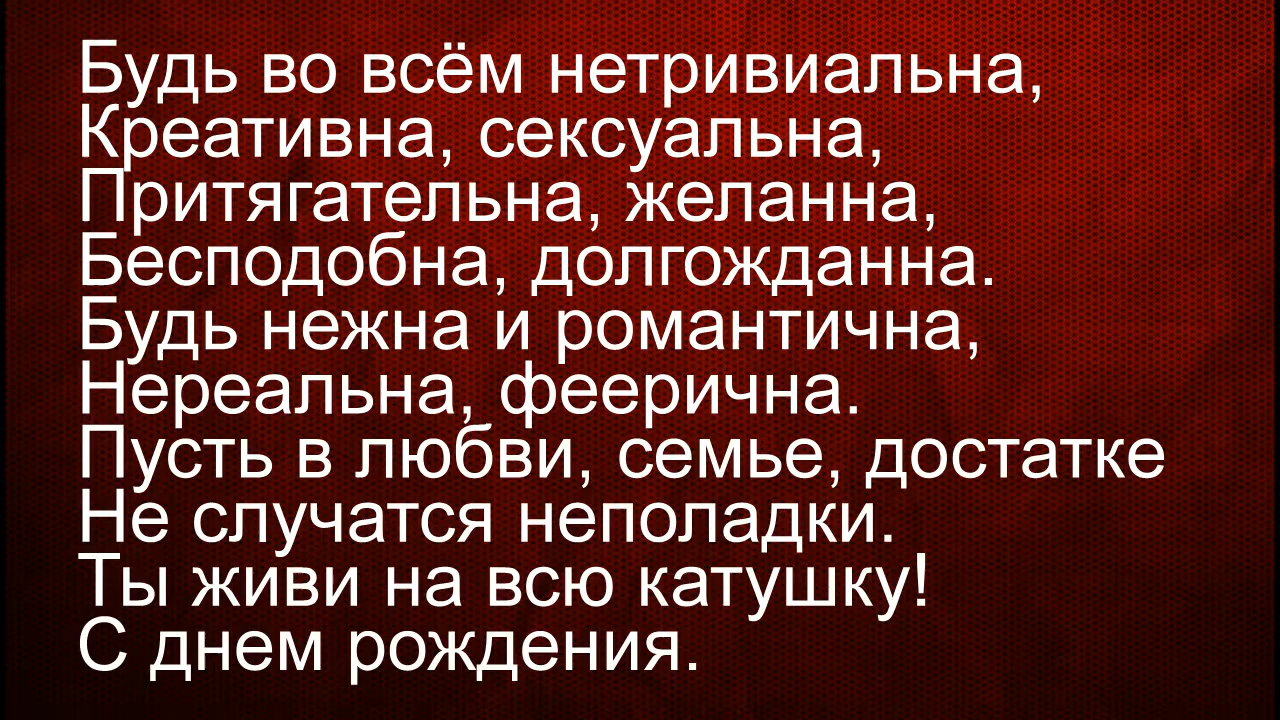 Будь во всём нетривиальна,
Креативна, сексуальна,
Притягательна, желанна,
Бесподобна, долгожданна.
Будь нежна и романтична,
Нереальна, феерична.
Пусть в любви, семье, достатке
Не случатся неполадки.
Ты живи на всю катушку!
С днем рождения.